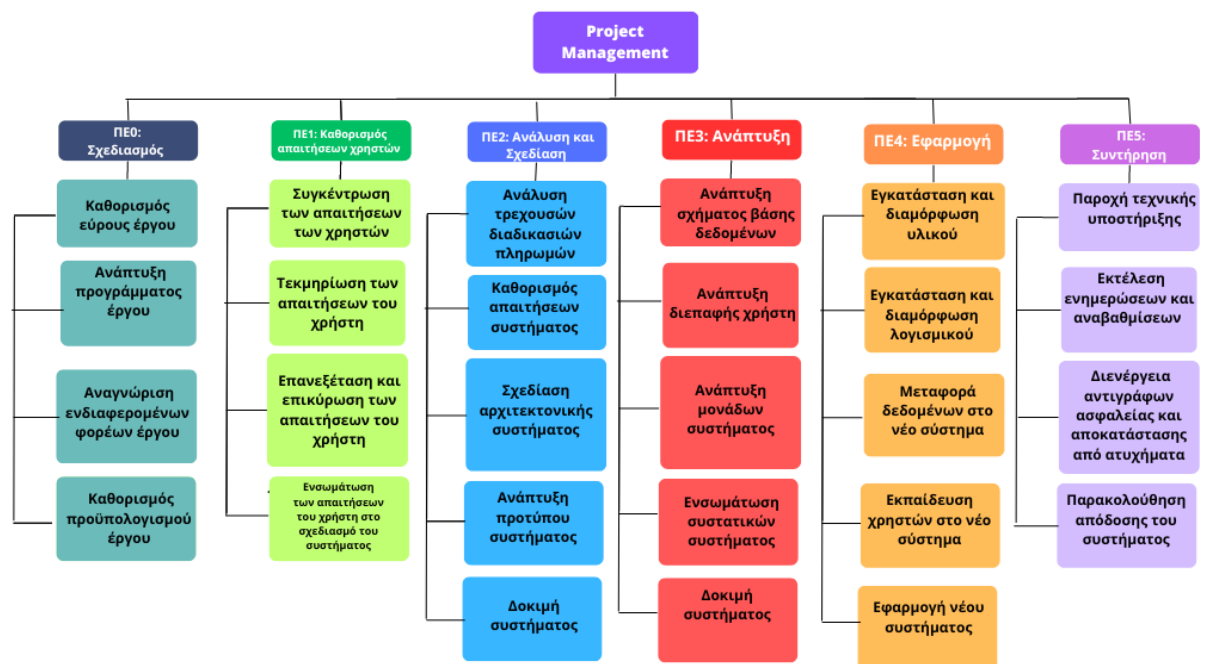 Project
Management
ΠΕ0:
Σχεδιασμός
Καθορισμός
εύρους έργου
Ανάπτυξη
προγράμματος
έργου
Αναγνώριση
ενδιαφερομένων
φορέων έργου
Καθορισμός
προϋπολογισμού
έργου
ΠΕ1: Καθορισμός
απαιτήσεων χρηστών
Συγκέντρωση
των απαιτήσεων
των χρηστών
Τεκμηρίωση των
απαιτήσεων του
χρήστη
Επανεξέταση και
επικύρωση των
απαιτήσεων του
χρήστη
Ενσωμάτωση
των απαιτήσεων
του χρήστη στο
σχεδιασμό του
συστήματος
ΠΕ2: Ανάλυση και
Σχεδίαση
Ανάλυση
τρεχουσών
διαδικασιών
πληρωμών
Καθορισμός
απαιτήσεων
συστήματος
Σχεδίαση
αρχιτεκτονικής
συστήματος
Ανάπτυξη
προτύπου
συστήματος
Δοκιμή
συστήματος
ΠΕ3: Ανάπτυξη
Ανάπτυξη
σχήματος βάσης
δεδομένων
Ανάπτυξη
διεπαφής χρήστη
Ανάπτυξη
μονάδων
συστήματος
Ενσωμάτωση
συστατικών
συστήματος
Δοκιμή
συστήματος
ΠΕ4: Εφαρμογή
Εγκατάσταση και
διαμόρφωση
υλικού
Εγκατάσταση και
διαμόρφωση
λογισμικού
Μεταφορά
δεδομένων στο
νέο σύστημα
Εκπαίδευση
χρηστών στο νέο
σύστημα
Εφαρμογή νέου
συστήματος
ΠΕ5:
Συντήρηση
Παροχή τεχνικής
υποστήριξης
Εκτέλεση
ενημερώσεων και
αναβαθμίσεων
Διενέργεια
αντιγράφων
ασφαλείας και
αποκατάστασης
από ατυχήματα
Παρακολούθηση
απόδοσης του
συστήματος